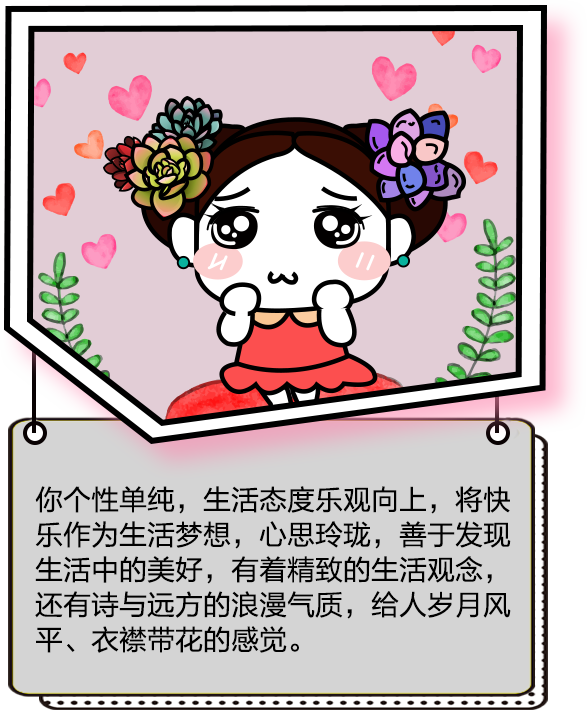 你个性单纯，生活态度乐观向上，将快
乐作为生活梦想，心思玲珑，善于发现
生活中的美好，有着精致的生活观念，
还有诗与远方的浪漫气质，给人岁月风
平、衣襟带花的感觉。